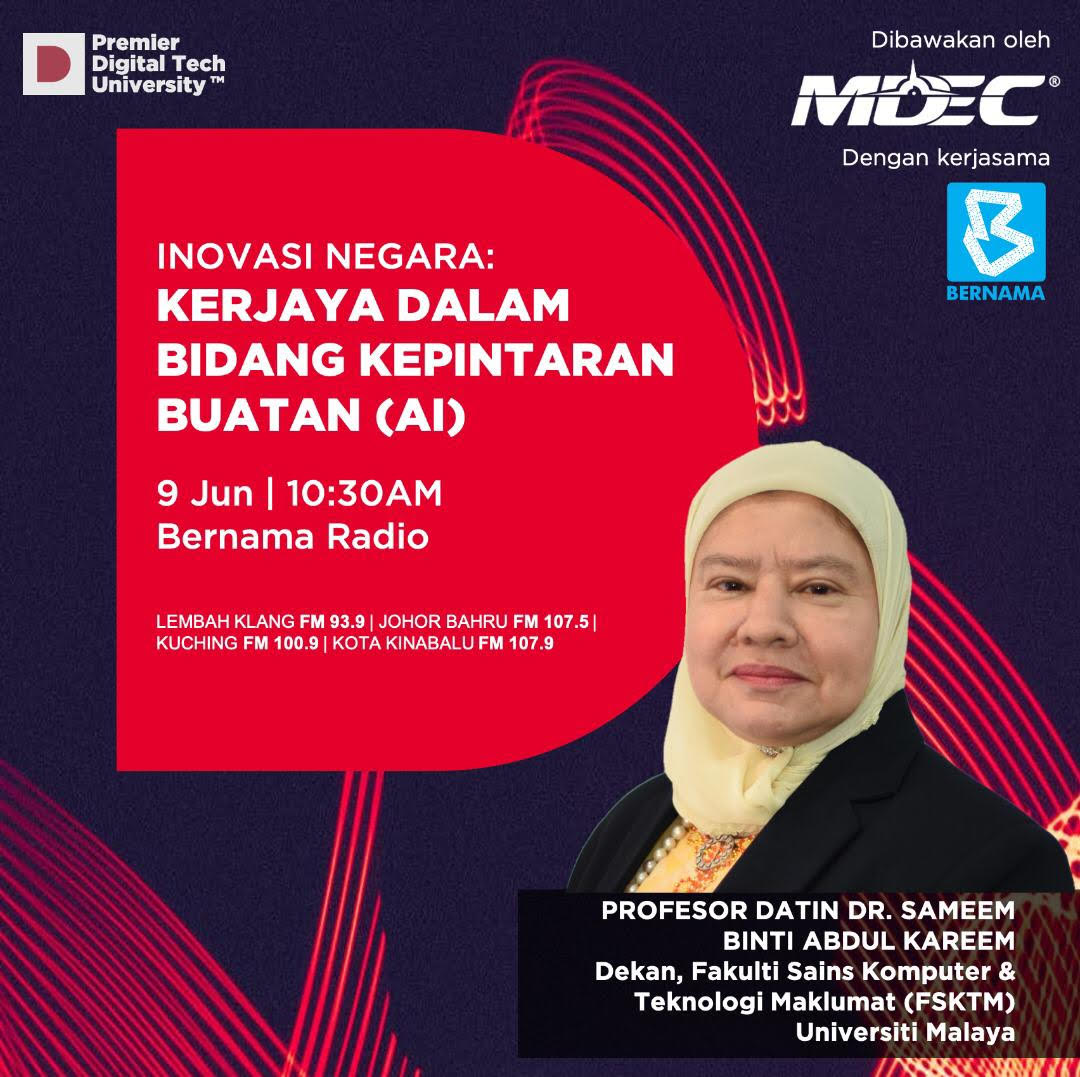 Premier
Digital Tech
University™
Dibawakan oleh
MDEC®
Dengan kerjasama
BERNAMA
INOVASI NEGARA:
KERJAYA DALAM
BIDANG KEPINTARAN
BUATAN (AI)
9 Jun | 10:30AM
Bernama Radio
LEMBAH KLANG FM 93.9 | JOHOR BAHRU FM 107.5 |
KUCHING FM 100.9 | KOTA KINABALU FM 107.9
PROFESOR DATIN DR. SAMEEM
BINTI ABDUL KAREEM
Dekan, Fakulti Sains Komputer &
Teknologi Maklumat (FSKTM)
Universiti Malaya